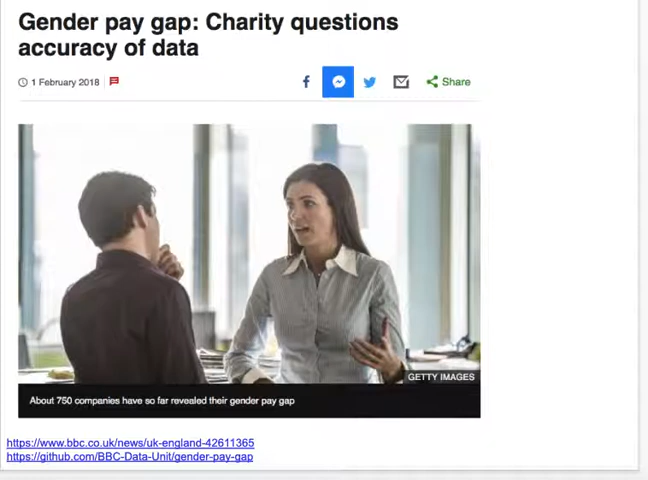 Gender pay gap: Charity questions
accuracy of data
1 February 2018
Share
GETTY IMAGES
About 750 companies have so far revealed their gender pay gap
https://www.bbc.co.uk/news/uk-england-42611365
https://github.com/BBC-Data-Unit/gender-pay-gap